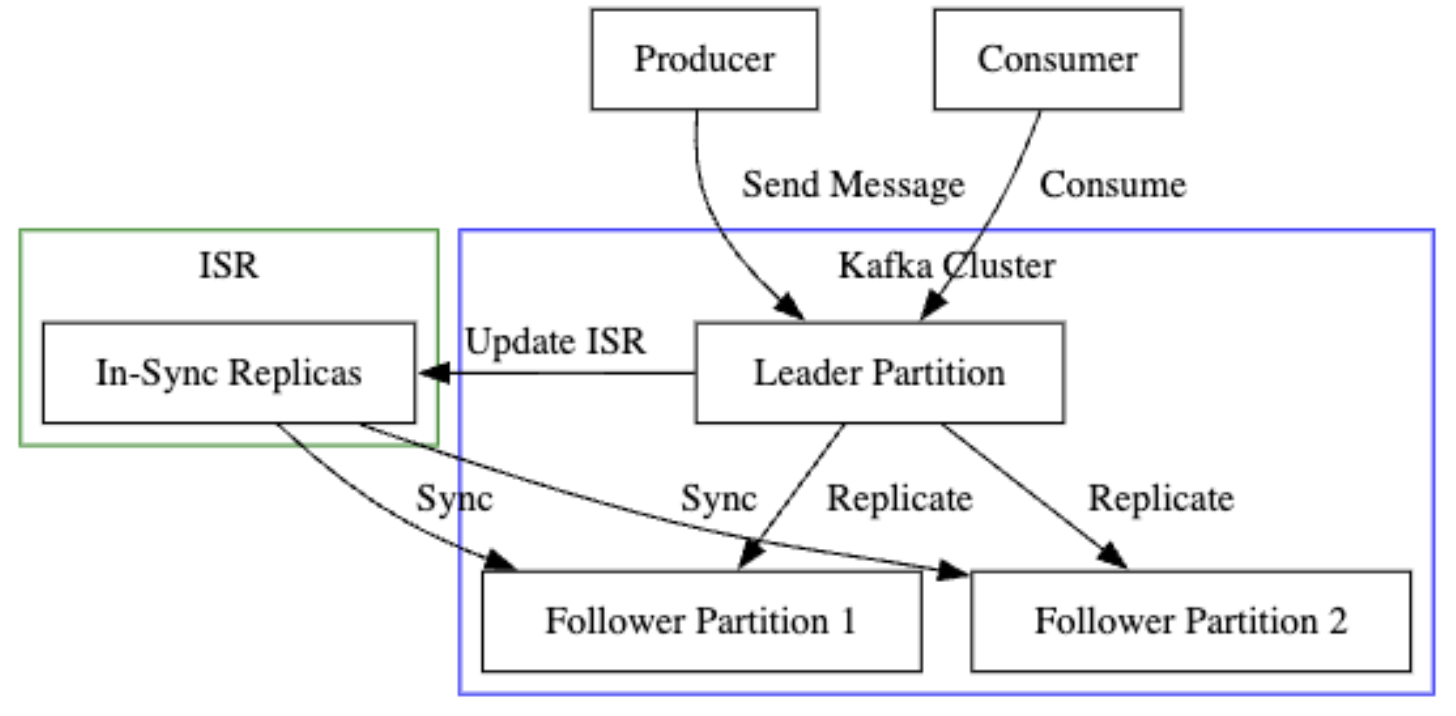 Producer
Consumer
Send Message
Consume
ISR
Kafka Cluster
Update ISR
In-Sync Replicas
Leader Partition
Sync
Sync
Replicate
Replicate
Follower Partition 1
Follower Partition 2